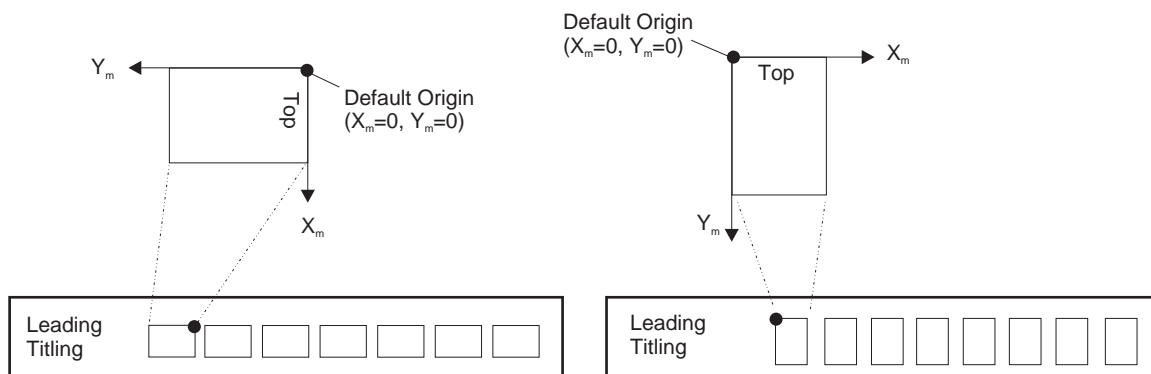 Y_m
Top
Default Origin
(X_m=0, Y_m=0)
X_m
Leading
Titling
Default Origin
(X_m=0, Y_m=0)
X_m
Top
Y_m
Leading
Titling